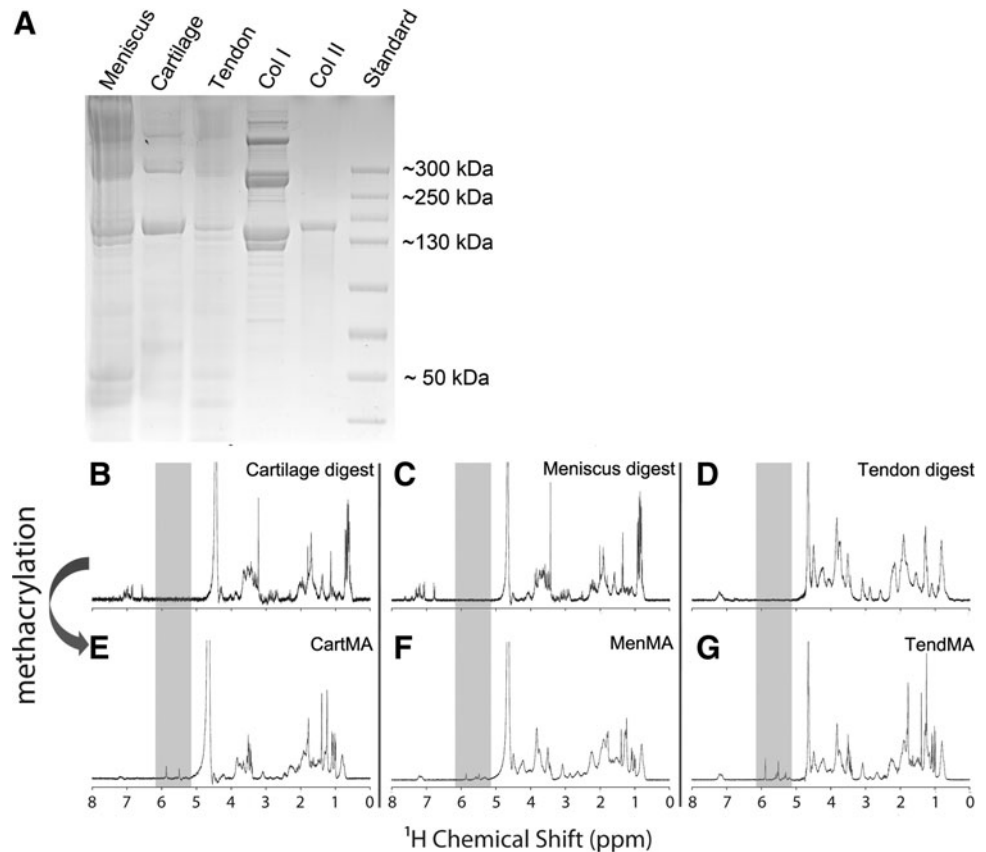 A
Meniscus
Cartilage
Tendon
Col I
Col II
Standard
~300 kDa
~250 kDa
~130 kDa
~ 50 kDa
methacrylation
B
Cartilage digest
C
Meniscus digest
D
Tendon digest
E
CartMA
F
MenMA
G
TendMA
8 7 6 5 4 3 2 1 0
8 7 6 5 4 3 2 1 0
8 7 6 5 4 3 2 1 0
¹H Chemical Shift (ppm)